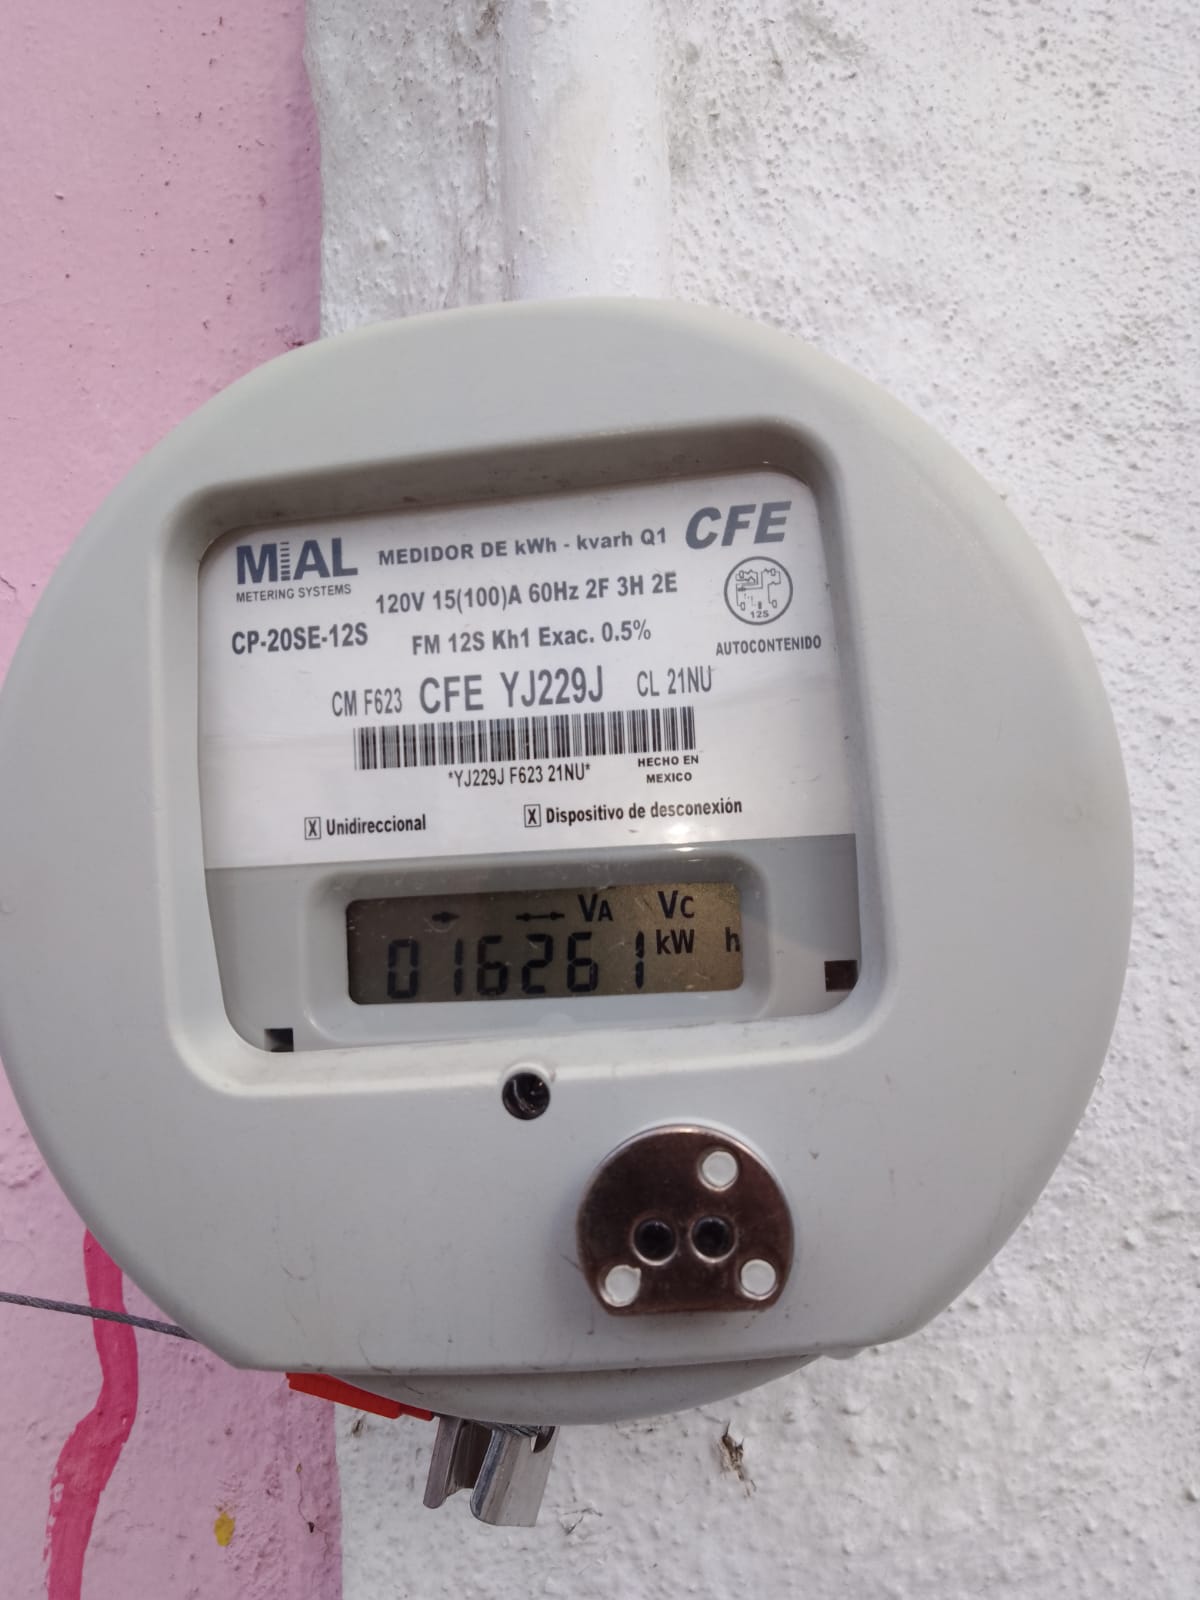 MIAL
METERING SYSTEMS
MEDIDOR DE kWh - kvarh Q1
CFE
120V 15(100)A 60Hz 2F 3H 2E
12S
CP-20SE-12S
FM 12S Kh1 Exac. 0.5%
AUTOCONTENIDO
CM F623 CFE YJ229J CL 21NU
*YJ229J F623 21NU*
HECHO EN
MEXICO
X Unidireccional
X Dispositivo de desconexión
VA VC
016261 kW h